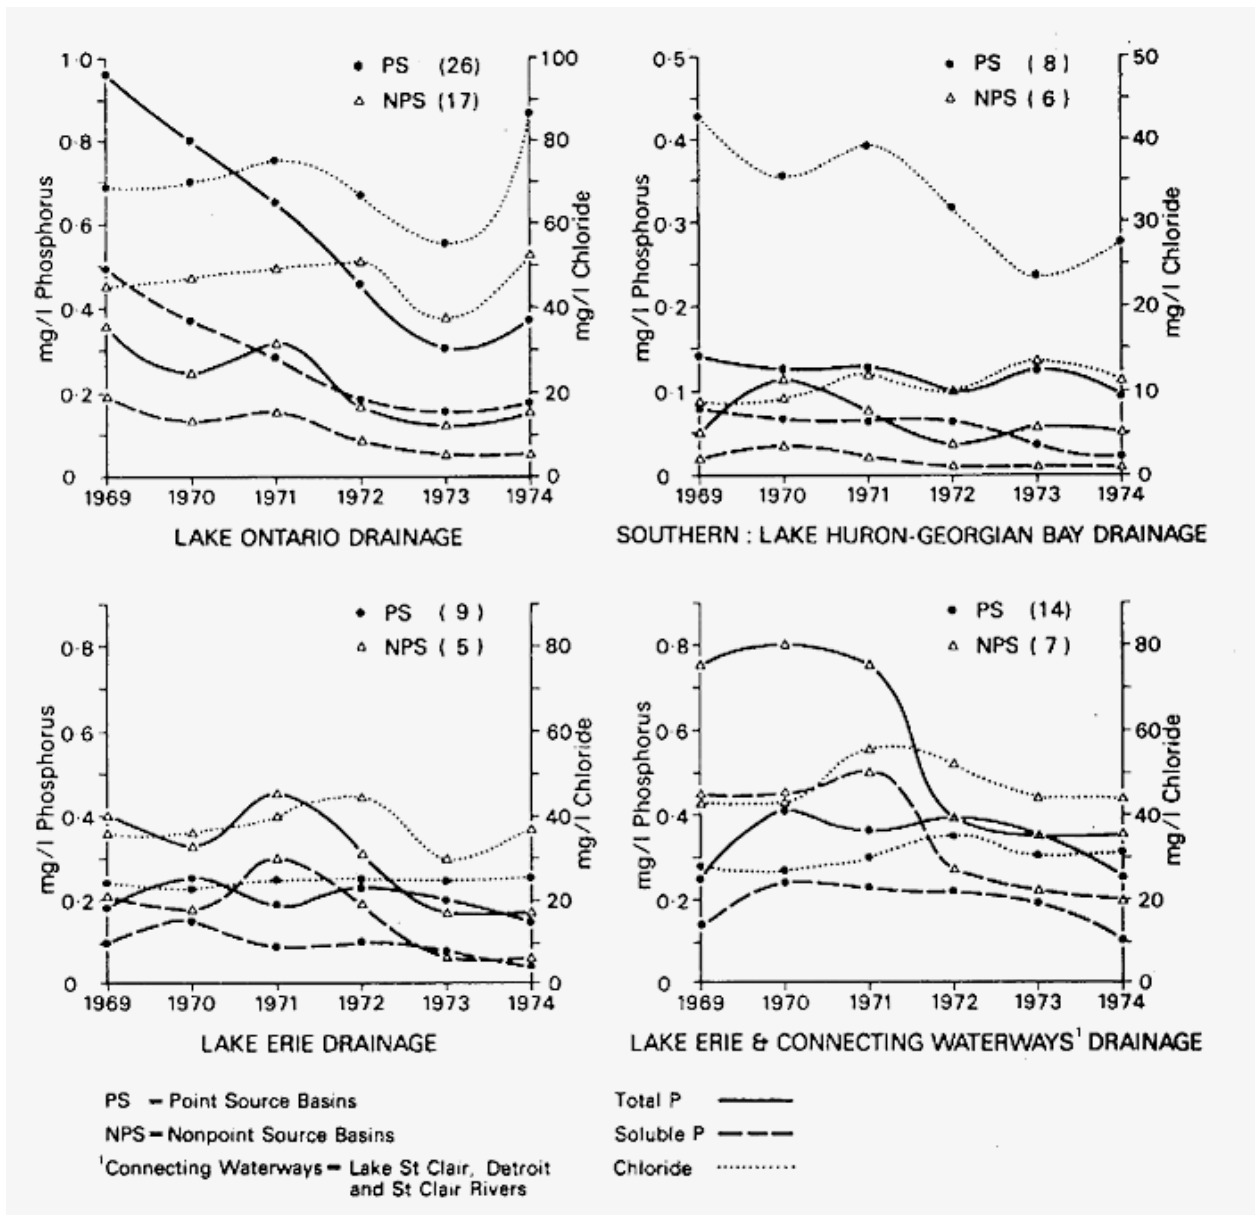 PS (26)
NPS (17)
mg/l Phosphorus
1·0
0·8
0·6
0·4
0·2
0
100
80
60
40
20
0
mg/l Chloride
1969 1970 1971 1972 1973 1974
LAKE ONTARIO DRAINAGE
PS ( 8)
NPS ( 6)
mg/l Phosphorus
0·5
0·4
0·3
0·2
0·1
0
50
40
30
20
10
0
mg/l Chloride
1969 1970 1971 1972 1973 1974
SOUTHERN : LAKE HURON-GEORGIAN BAY DRAINAGE
PS ( 9)
NPS ( 5)
mg/l Phosphorus
0·8
0·6
0·4
0·2
0
80
60
40
20
0
mg/l Chloride
1969 1970 1971 1972 1973 1974
LAKE ERIE DRAINAGE
PS (14)
NPS ( 7)
mg/l Phosphorus
0·8
0·6
0·4
0·2
0
80
60
40
20
0
mg/l Chloride
1969 1970 1971 1972 1973 1974
LAKE ERIE & CONNECTING WATERWAYS¹ DRAINAGE
PS – Point Source Basins
NPS – Nonpoint Source Basins
¹Connecting Waterways – Lake St Clair, Detroit
and St Clair Rivers
Total P
Soluble P
Chloride